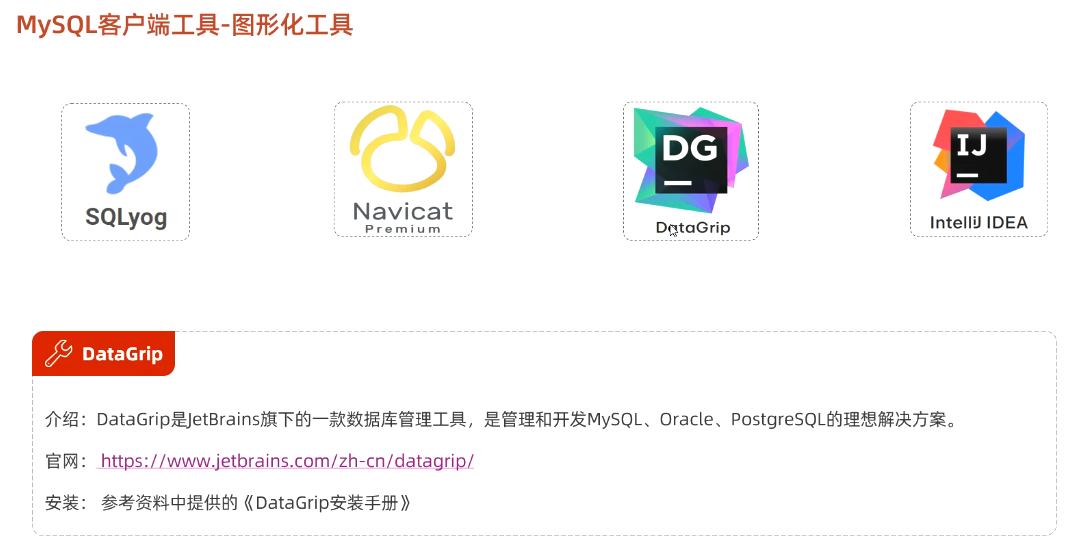 MySQL客户端工具-图形化工具
SQLyog
Navicat
Premium
DG
DataGrip
IJ
IntelliJ IDEA
DataGrip
介绍：DataGrip是JetBrains旗下的一款数据库管理工具，是管理和开发MySQL、Oracle、PostgreSQL的理想解决方案。
官网：https://www.jetbrains.com/zh-cn/datagrip/
安装： 参考资料中提供的《DataGrip安装手册》